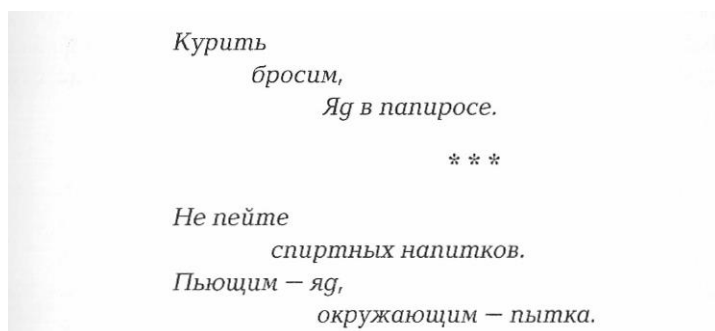 Курить
бросим,
Яд в папиросе.
* * *
Не пейте
спиртных напитков.
Пьющим — яд,
окружающим — пытка.